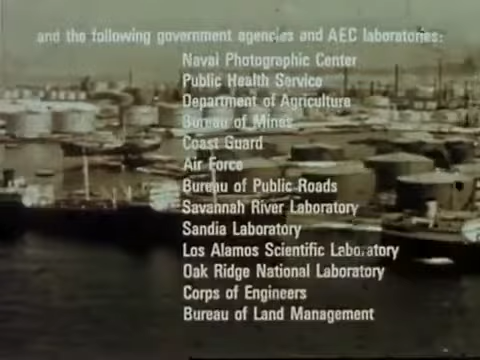 and the following government agencies and AEC laboratories:
Naval Photographic Center
Public Health Service
Department of Agriculture
Bureau of Mines
Coast Guard
Air Force
Bureau of Public Roads
Savannah River Laboratory
Sandia Laboratory
Los Alamos Scientific Laboratory
Oak Ridge National Laboratory
Corps of Engineers
Bureau of Land Management